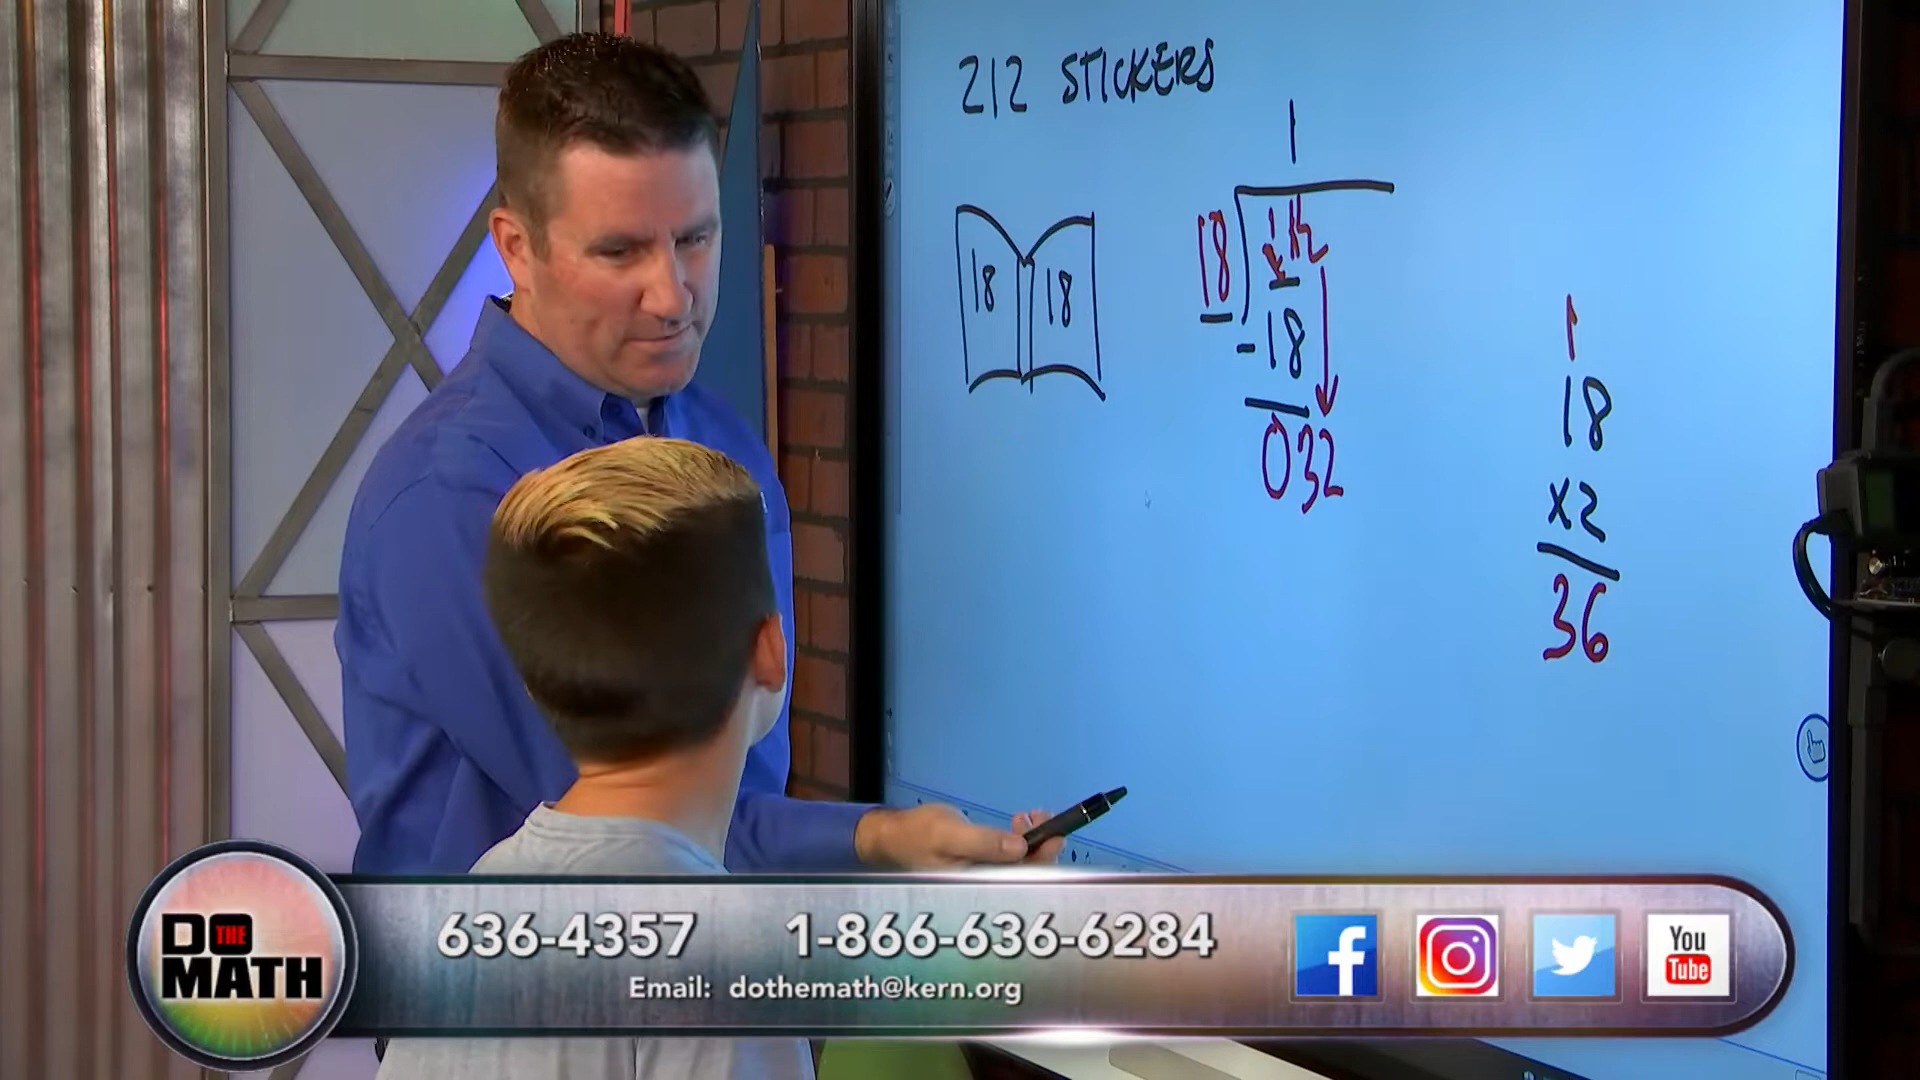 212 STICKERS
1
18
18
18
-18
032
1
18
x2
36
DO THE MATH
636-4357 1-866-636-6284
Email: dothemath@kern.org
You Tube